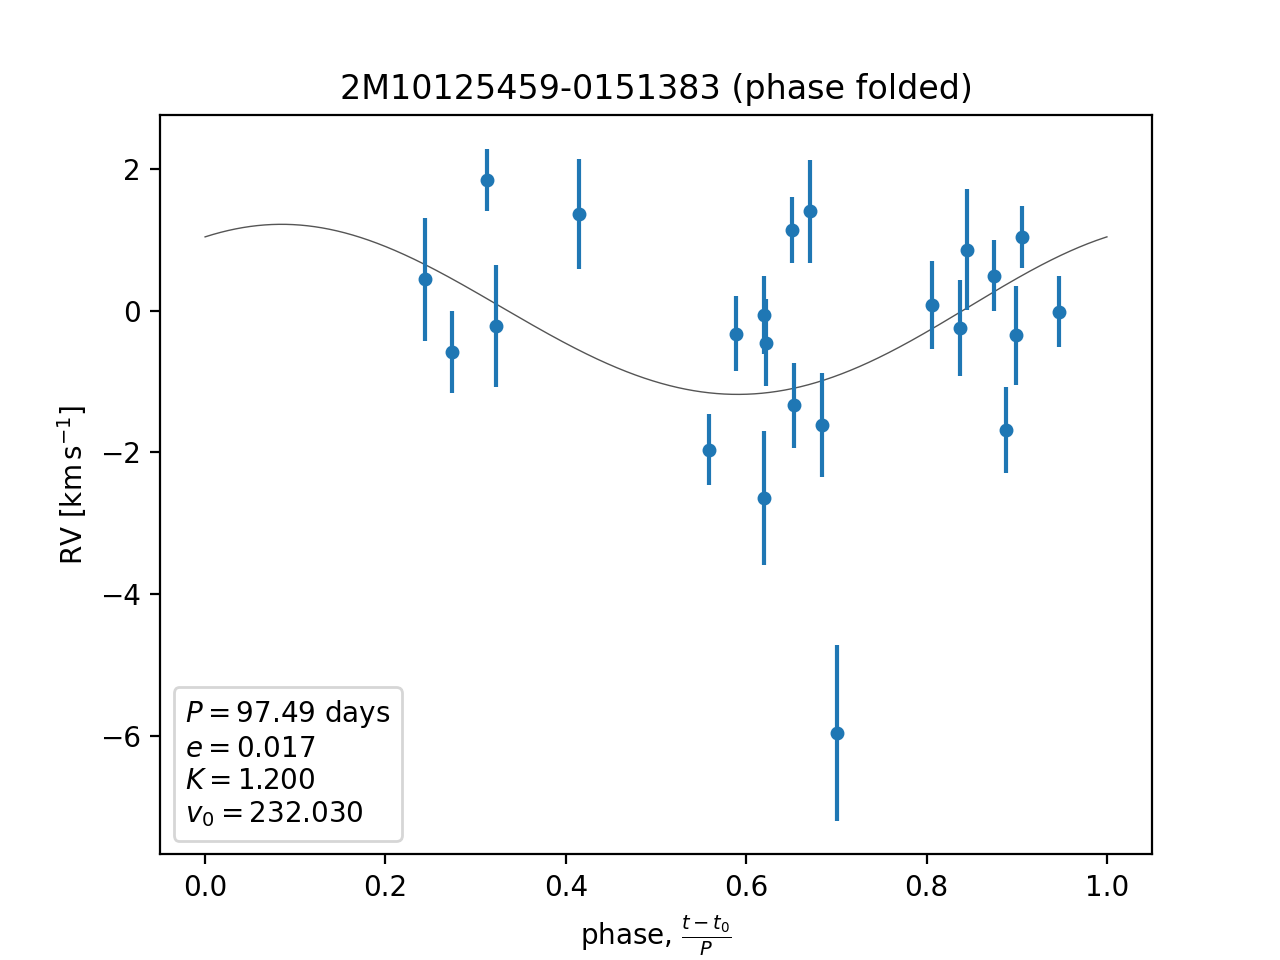 2M10125459-0151383 (phase folded)
2
0
−2
−4
−6
RV [km s⁻¹]
P = 97.49 days
e = 0.017
K = 1.200
v₀ = 232.030
0.0 0.2 0.4 0.6 0.8 1.0
phase, (t − t₀)/P